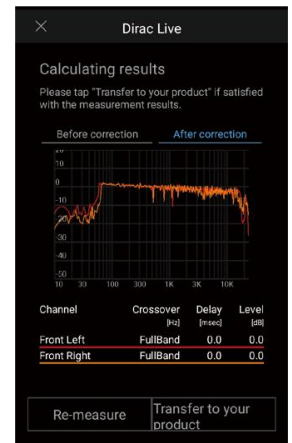 Dirac Live
Calculating results
Please tap "Transfer to your product" if satisfied
with the measurement results.
Before correction After correction
10
0
-10
-20
-30
-40
-50
10 30 100 300 1K 3K 10K
Channel Crossover Delay Level
[Hz] [msec] [dB]
Front Left FullBand 0.0 0.0
Front Right FullBand 0.0 0.0
Re-measure Transfer to your
product